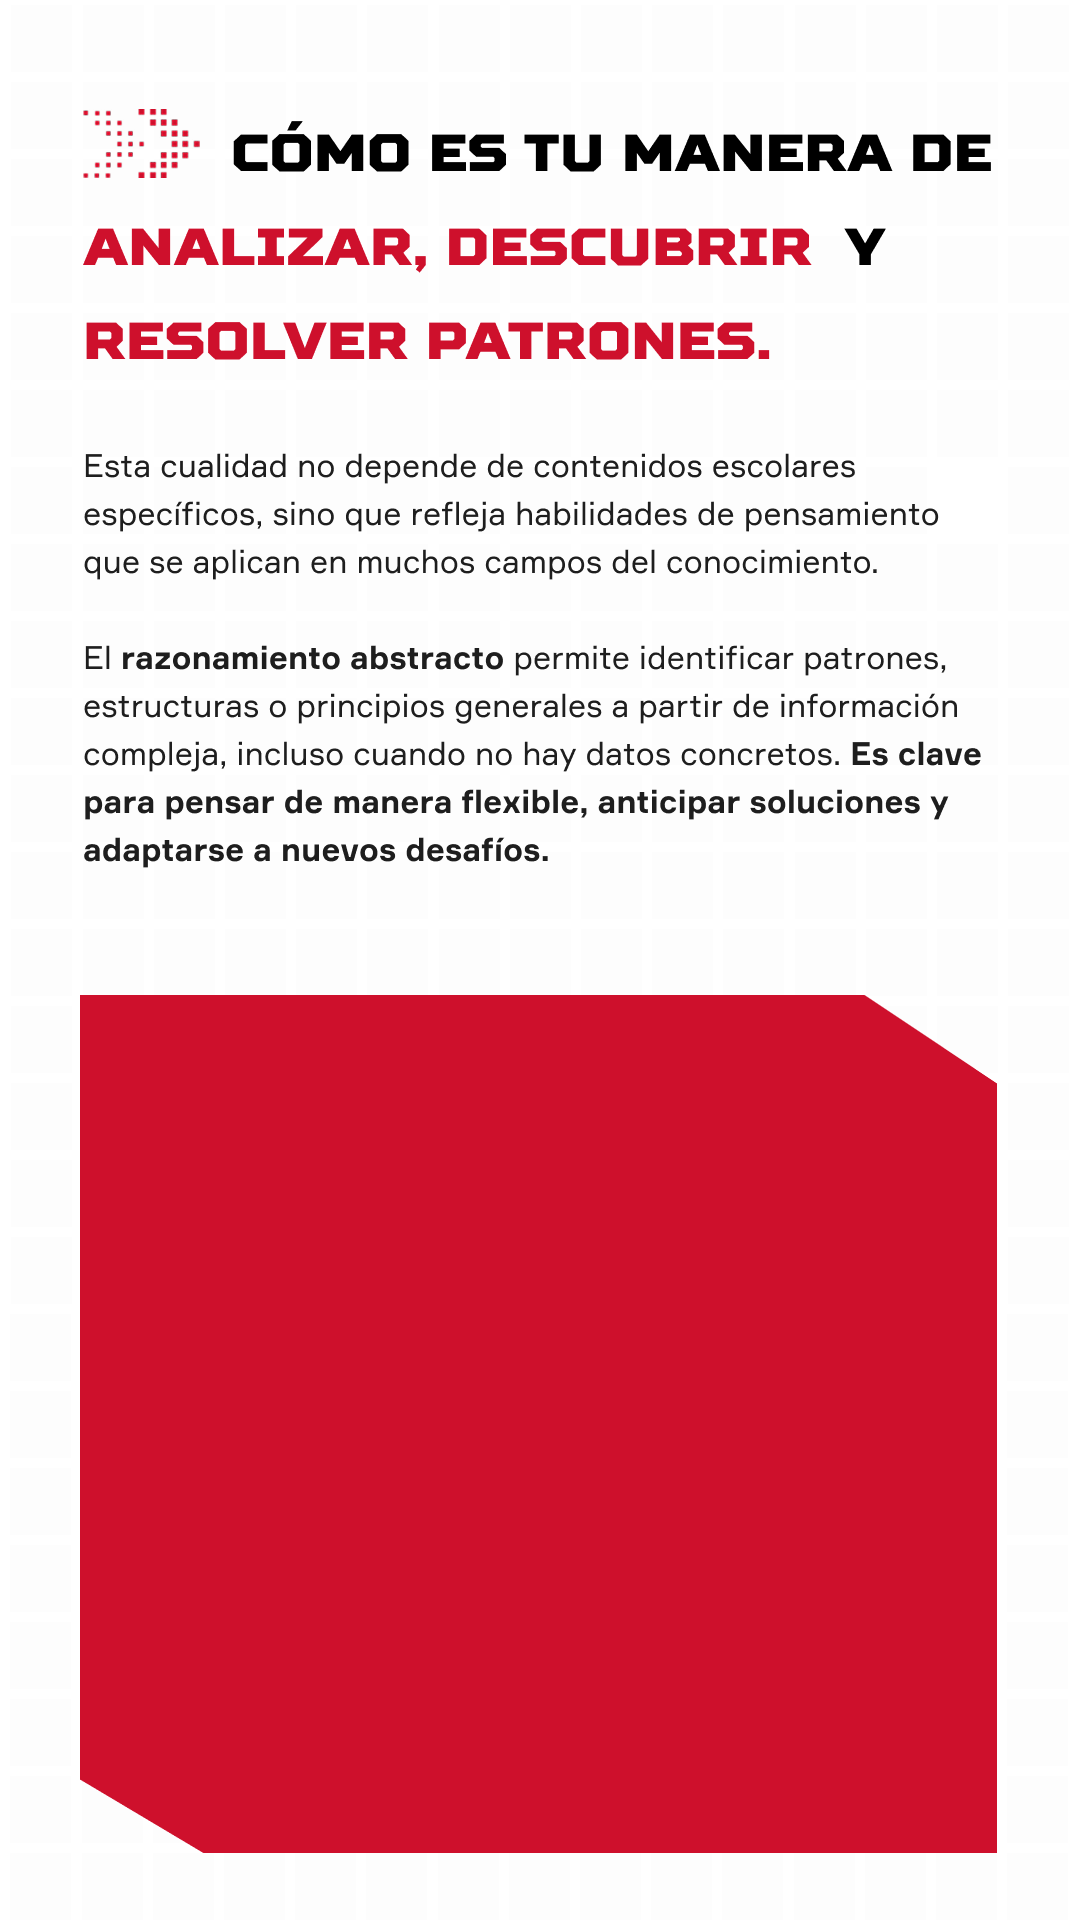 CÓMO ES TU MANERA DE
ANALIZAR, DESCUBRIR Y
RESOLVER PATRONES.
Esta cualidad no depende de contenidos escolares
específicos, sino que refleja habilidades de pensamiento
que se aplican en muchos campos del conocimiento.
El razonamiento abstracto permite identificar patrones,
estructuras o principios generales a partir de información
compleja, incluso cuando no hay datos concretos. Es clave
para pensar de manera flexible, anticipar soluciones y
adaptarse a nuevos desafíos.